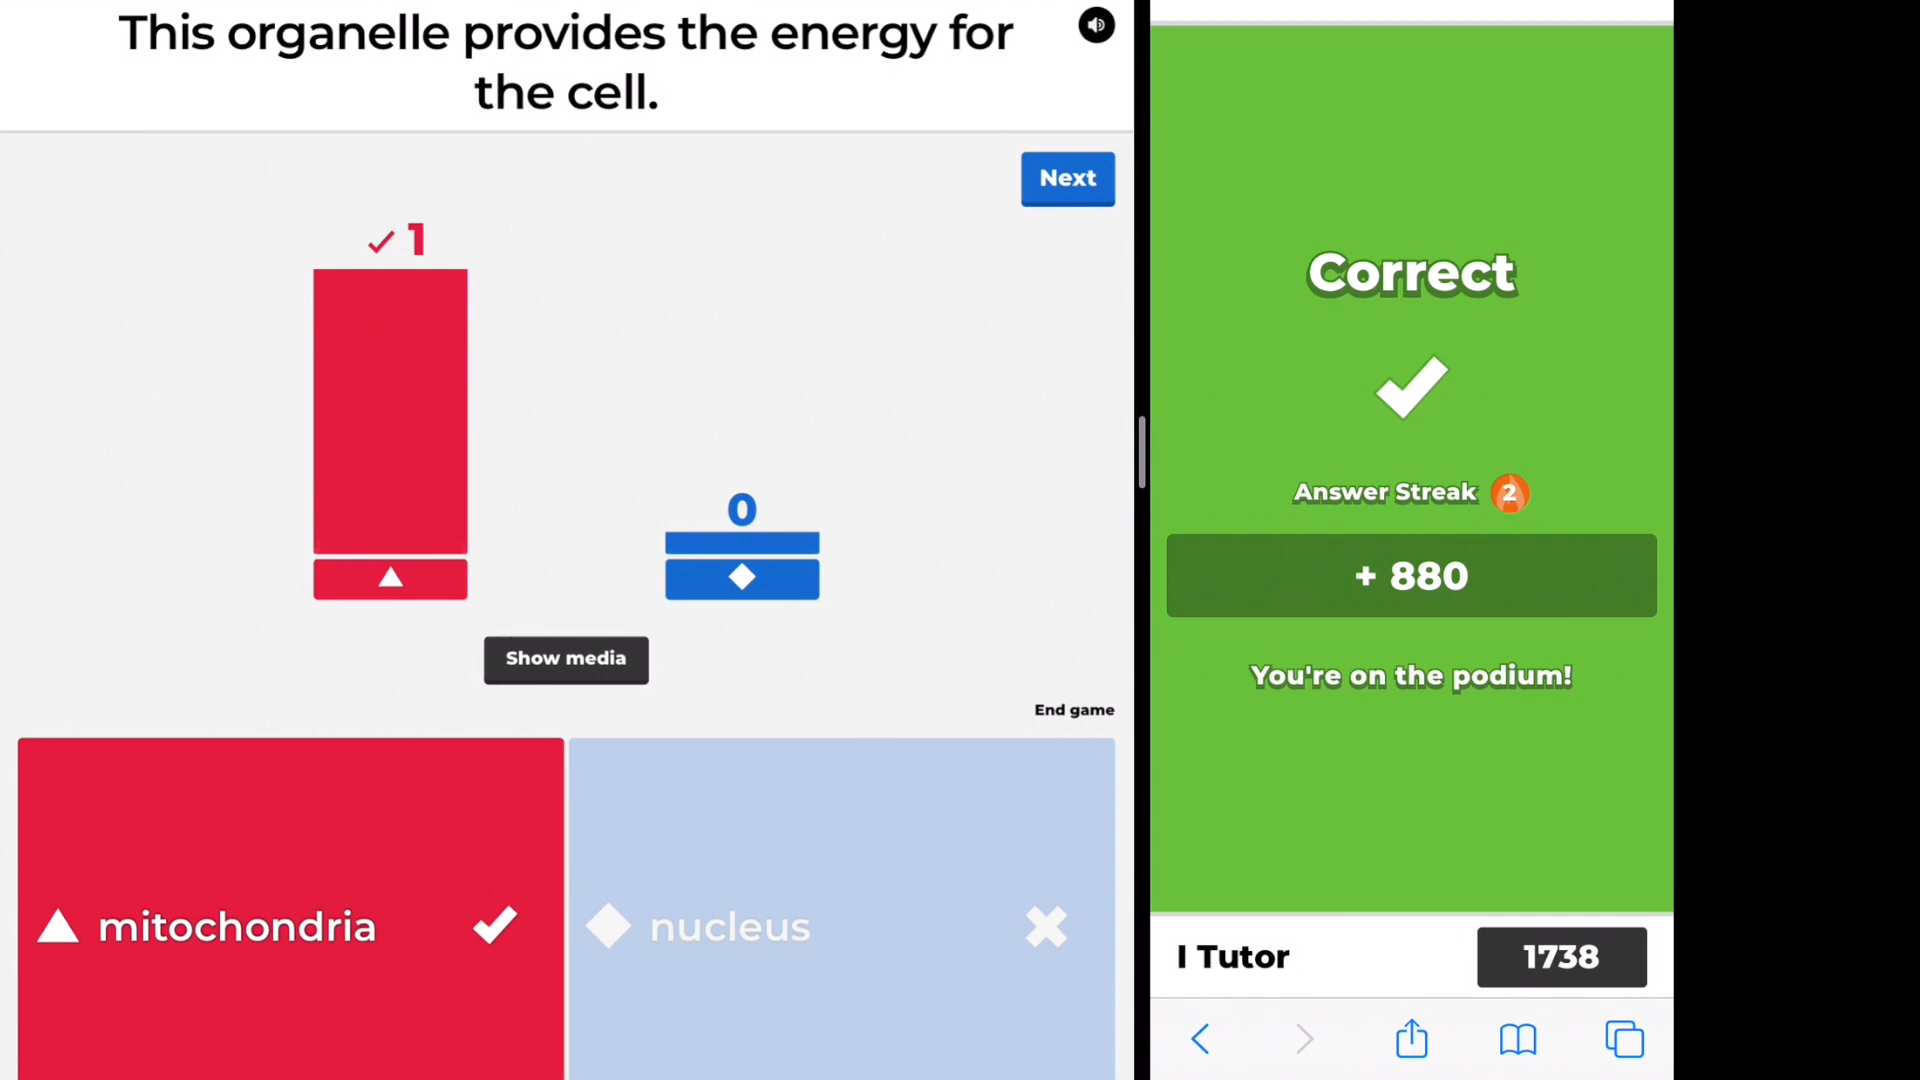 This organelle provides the energy for
the cell.
Next
1
0
Show media
End game
mitochondria
nucleus
Correct
Answer Streak 2
+ 880
You're on the podium!
I Tutor
1738